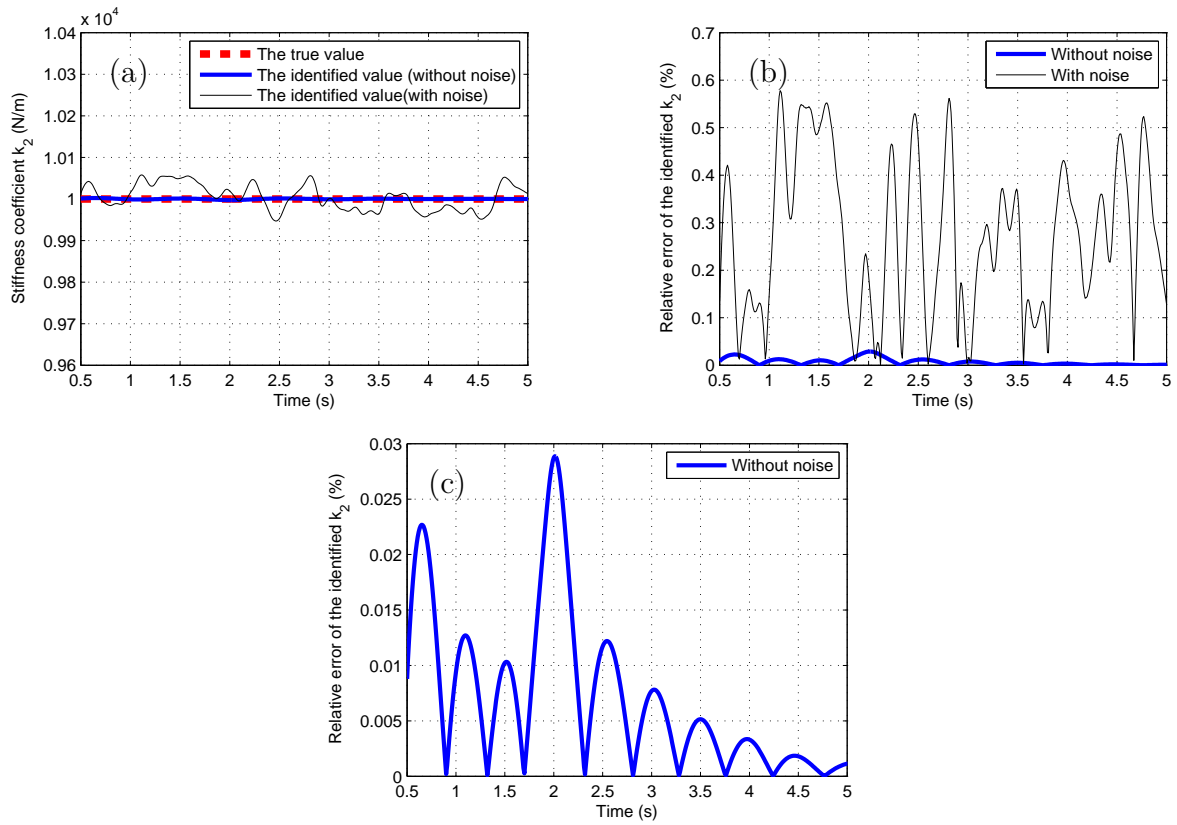 x 10⁴
1.04
1.03
1.02
1.01
1
0.99
0.98
0.97
0.96
Stiffness coefficient k₂ (N/m)
(a)
The true value
The identified value (without noise)
The identified value(with noise)
0.5 1 1.5 2 2.5 3 3.5 4 4.5 5
Time (s)
0.7
0.6
0.5
0.4
0.3
0.2
0.1
0
Relative error of the identified k₂ (%)
(b)
Without noise
With noise
0.5 1 1.5 2 2.5 3 3.5 4 4.5 5
Time (s)
0.03
0.025
0.02
0.015
0.01
0.005
0
Relative error of the identified k₂ (%)
(c)
Without noise
0.5 1 1.5 2 2.5 3 3.5 4 4.5 5
Time (s)